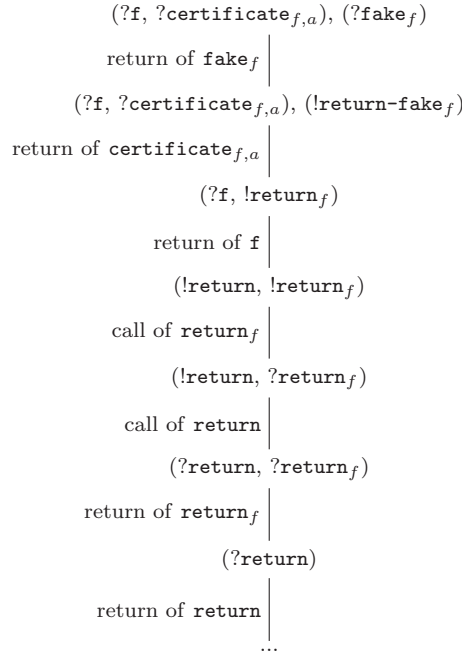 (?f, ?certificate_{f,a}), (?fake_f)
return of fake_f
(?f, ?certificate_{f,a}), (!return-fake_f)
return of certificate_{f,a}
(?f, !return_f)
return of f
(!return, !return_f)
call of return_f
(!return, ?return_f)
call of return
(?return, ?return_f)
return of return_f
(?return)
return of return
...